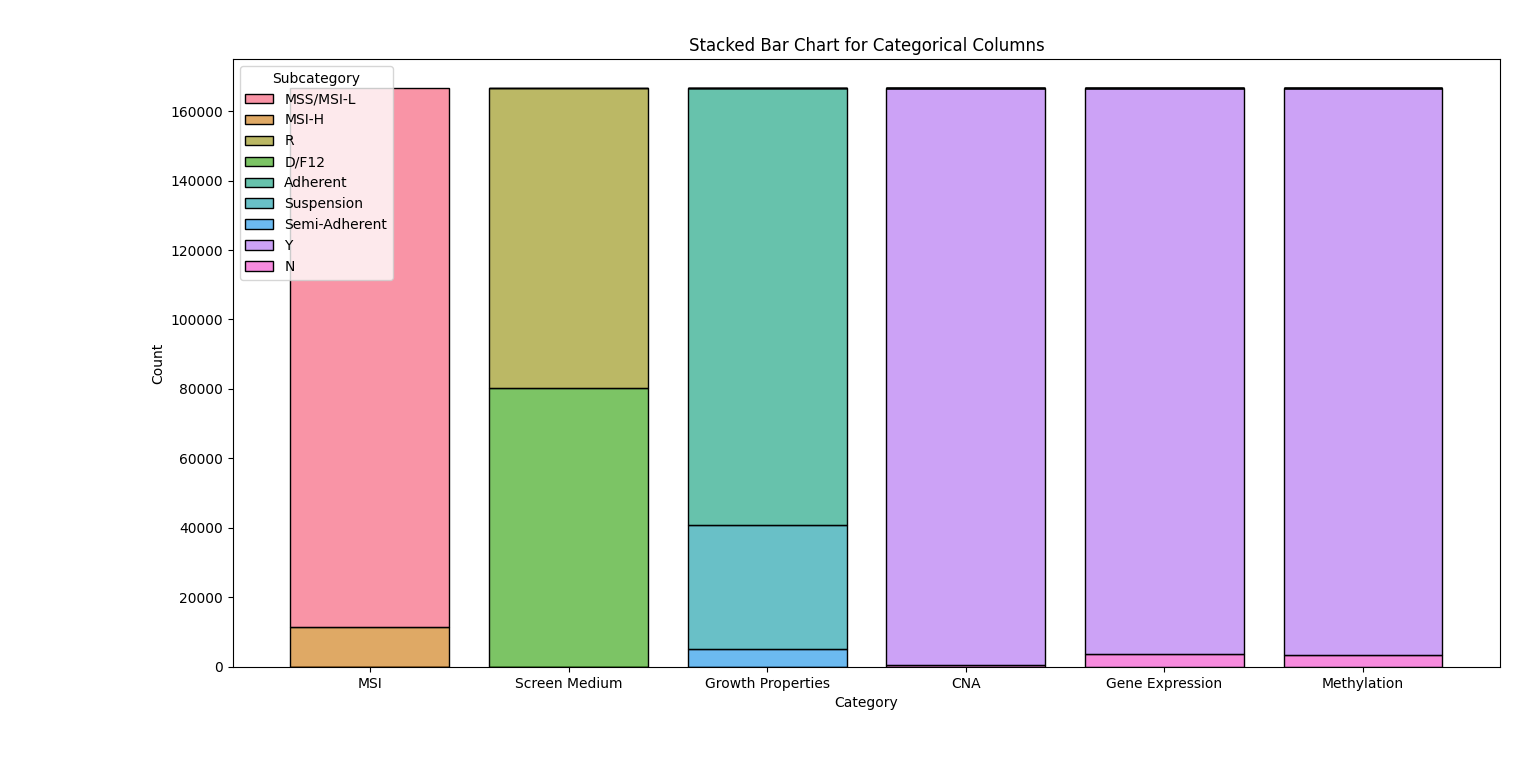 Stacked Bar Chart for Categorical Columns
Subcategory
MSS/MSI-L
MSI-H
R
D/F12
Adherent
Suspension
Semi-Adherent
Y
N
160000
140000
120000
100000
80000
60000
40000
20000
0
Count
MSI
Screen Medium
Growth Properties
CNA
Gene Expression
Methylation
Category